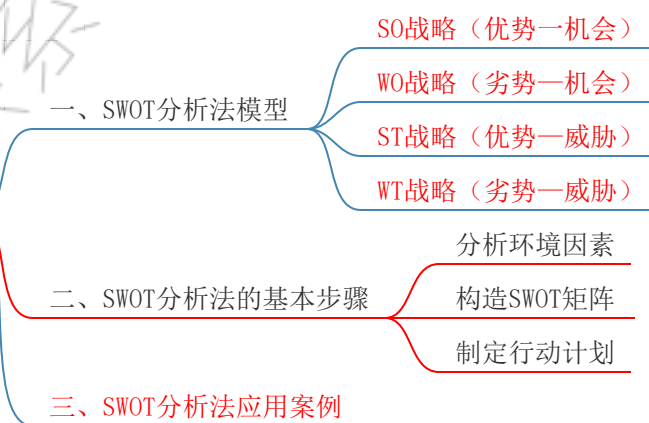 一、SWOT分析法模型
SO战略（优势一机会）
WO战略（劣势—机会）
ST战略（优势—威胁）
WT战略（劣势—威胁）
二、SWOT分析法的基本步骤
分析环境因素
构造SWOT矩阵
制定行动计划
三、SWOT分析法应用案例